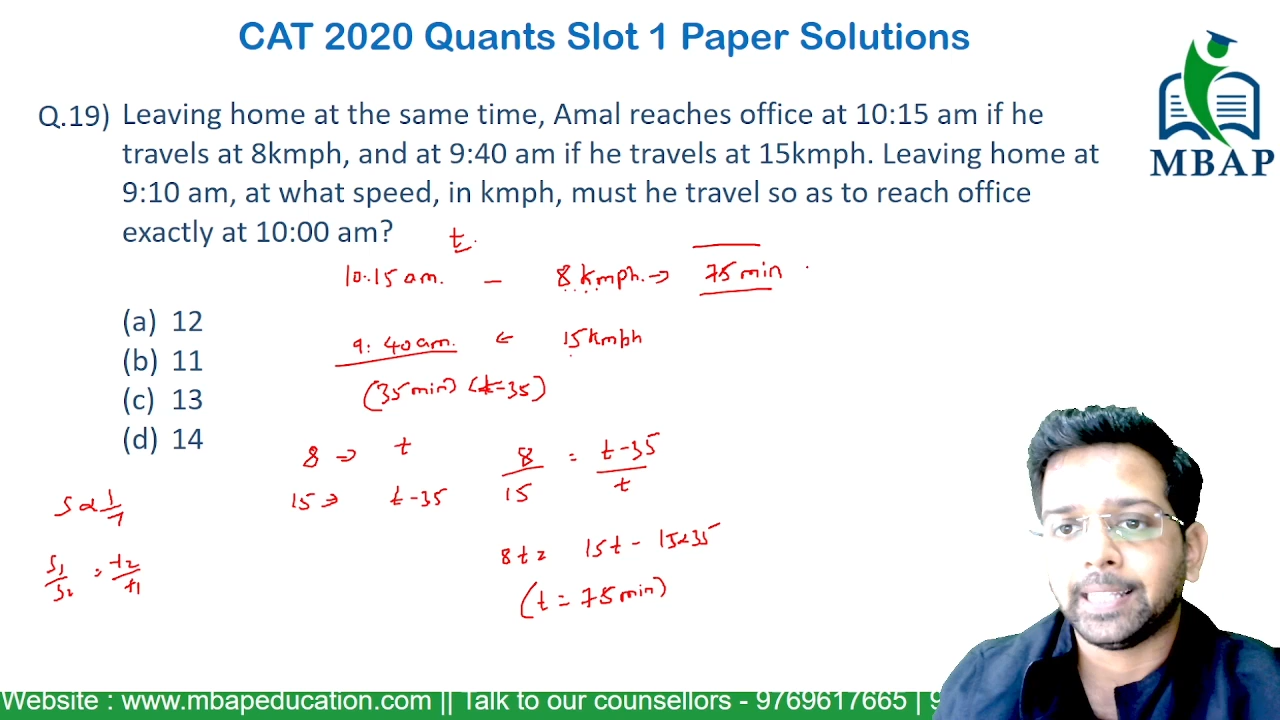 CAT 2020 Quants Slot 1 Paper Solutions
MBAP
Q.19) Leaving home at the same time, Amal reaches office at 10:15 am if he
travels at 8kmph, and at 9:40 am if he travels at 15kmph. Leaving home at
9:10 am, at what speed, in kmph, must he travel so as to reach office
exactly at 10:00 am?
t
10:15 am. – 8 kmph. → 75 min
(a) 12
9:40 am. ← 15 kmph
(b) 11
(35 min) (t-35)
(c) 13
(d) 14
8 → t
8/15 = t-35/t
15 → t-35
S ∝ 1/T
8t = 15t - 15x35
S1/S2 = t2/t1
(t = 75 min)
Website : www.mbapeducation.com || Talk to our counsellors - 9769617665 | 9